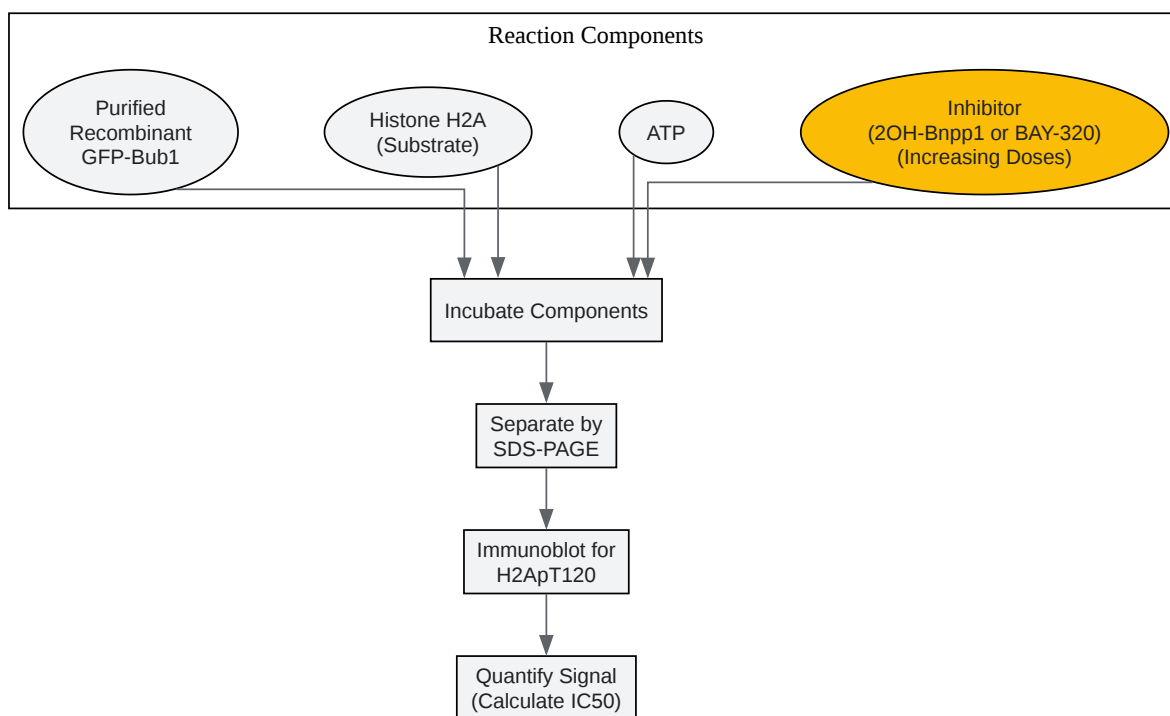 Reaction Components
Purified
Recombinant
GFP-Bub1
Histone H2A
(Substrate)
ATP
Inhibitor
(2OH-Bnpp1 or BAY-320)
(Increasing Doses)
Incubate Components
Separate by
SDS-PAGE
Immunoblot for
H2ApT120
Quantify Signal
(Calculate IC50)